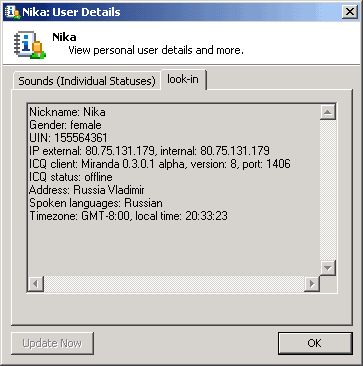 Nika: User Details
Nika
View personal user details and more.
Sounds (Individual Statuses)
look-in
Nickname: Nika
Gender: female
UIN: 155564361
IP external: 80.75.131.179, internal: 80.75.131.179
ICQ client: Miranda 0.3.0.1 alpha, version: 8, port: 1406
ICQ status: offline
Address: Russia Vladimir
Spoken languages: Russian
Timezone: GMT-8:00, local time: 20:33:23
Update Now
OK